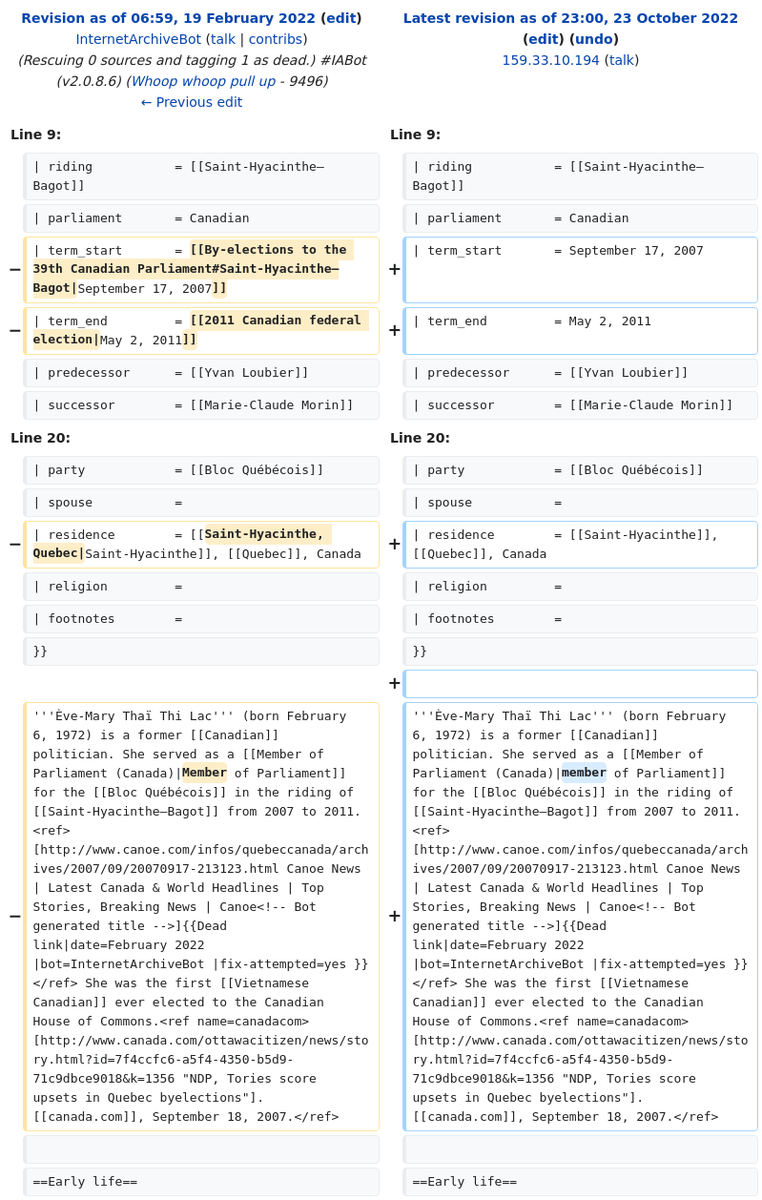 Revision as of 06:59, 19 February 2022 (edit)
InternetArchiveBot (talk | contribs)
(Rescuing 0 sources and tagging 1 as dead.) #IABot
(v2.0.8.6) (Whoop whoop pull up - 9496)
← Previous edit
Latest revision as of 23:00, 23 October 2022
(edit) (undo)
159.33.10.194 (talk)
Line 9:
| riding = [[Saint-Hyacinthe—
Bagot]]
| parliament = Canadian
− | term_start = [[By-elections to the
39th Canadian Parliament#Saint-Hyacinthe—
Bagot|September 17, 2007]]
− | term_end = [[2011 Canadian federal
election|May 2, 2011]]
| predecessor = [[Yvan Loubier]]
| successor = [[Marie-Claude Morin]]
Line 9:
| riding = [[Saint-Hyacinthe—
Bagot]]
| parliament = Canadian
+ | term_start = September 17, 2007
+ | term_end = May 2, 2011
| predecessor = [[Yvan Loubier]]
| successor = [[Marie-Claude Morin]]
Line 20:
| party = [[Bloc Québécois]]
| spouse =
− | residence = [[Saint-Hyacinthe,
Quebec|Saint-Hyacinthe]], [[Quebec]], Canada
| religion =
| footnotes =
}}
− '''Ève-Mary Thaï Thi Lac''' (born February
6, 1972) is a former [[Canadian]]
politician. She served as a [[Member of
Parliament (Canada)|Member of Parliament]]
for the [[Bloc Québécois]] in the riding of
[[Saint-Hyacinthe—Bagot]] from 2007 to 2011.
<ref>
[http://www.canoe.com/infos/quebeccanada/arch
ives/2007/09/20070917-213123.html Canoe News
| Latest Canada & World Headlines | Top
Stories, Breaking News | Canoe<!-- Bot
generated title -->]{{Dead
link|date=February 2022
|bot=InternetArchiveBot |fix-attempted=yes }}
</ref> She was the first [[Vietnamese
Canadian]] ever elected to the Canadian
House of Commons.<ref name=canadacom>
[http://www.canada.com/ottawacitizen/news/sto
ry.html?id=7f4ccfc6-a5f4-4350-b5d9-
71c9dbce9018&k=1356 "NDP, Tories score
upsets in Quebec byelections"].
[[canada.com]], September 18, 2007.</ref>
==Early life==
Line 20:
| party = [[Bloc Québécois]]
| spouse =
+ | residence = [[Saint-Hyacinthe]],
[[Quebec]], Canada
| religion =
| footnotes =
}}
+
+ '''Ève-Mary Thaï Thi Lac''' (born February
6, 1972) is a former [[Canadian]]
politician. She served as a [[Member of
Parliament (Canada)|member of Parliament]]
for the [[Bloc Québécois]] in the riding of
[[Saint-Hyacinthe—Bagot]] from 2007 to 2011.
<ref>
[http://www.canoe.com/infos/quebeccanada/arch
ives/2007/09/20070917-213123.html Canoe News
| Latest Canada & World Headlines | Top
Stories, Breaking News | Canoe<!-- Bot
generated title -->]{{Dead
link|date=February 2022
|bot=InternetArchiveBot |fix-attempted=yes }}
</ref> She was the first [[Vietnamese
Canadian]] ever elected to the Canadian
House of Commons.<ref name=canadacom>
[http://www.canada.com/ottawacitizen/news/sto
ry.html?id=7f4ccfc6-a5f4-4350-b5d9-
71c9dbce9018&k=1356 "NDP, Tories score
upsets in Quebec byelections"].
[[canada.com]], September 18, 2007.</ref>
==Early life==